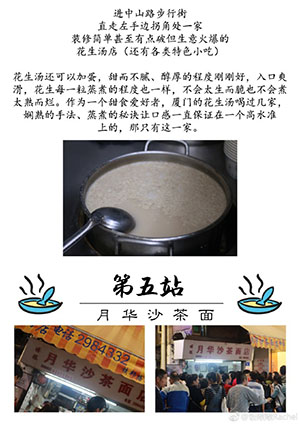 进中山路步行街
直走左手边拐角处一家
装修简单甚至有点破但生意火爆的
花生汤店（还有各类特色小吃）
花生汤还可以加蛋，甜而不腻、醇厚的程度刚刚好，入口爽
滑，花生每一粒蒸煮的程度也一样，不会太生而脆也不会煮
太熟而烂。作为一个甜食爱好者，厦门的花生汤喝过几家，
娴熟的手法、蒸煮的秘诀让口感一直保证在一个高水准
上的，那只有这一家。
第五站
月华沙茶面
月华沙茶面店